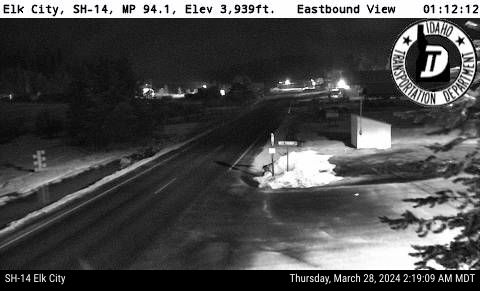 Elk City, SH-14, MP 94.1, Elev 3,939ft. Eastbound View 01:12:12
IDAHO
TRANSPORTATION DEPARTMENT
SH-14 Elk City Thursday, March 28, 2024 2:19:09 AM MDT